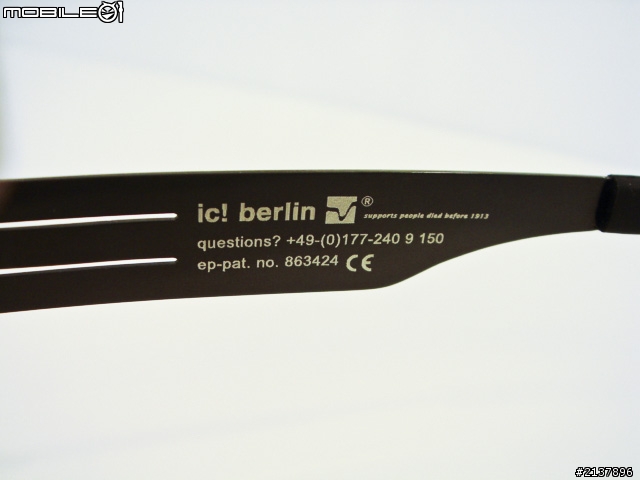 MOBILE01
ic! berlin ® supports people died before 1913
questions? +49-(0)177-240 9 150
ep-pat. no. 863424 CE
#2137896